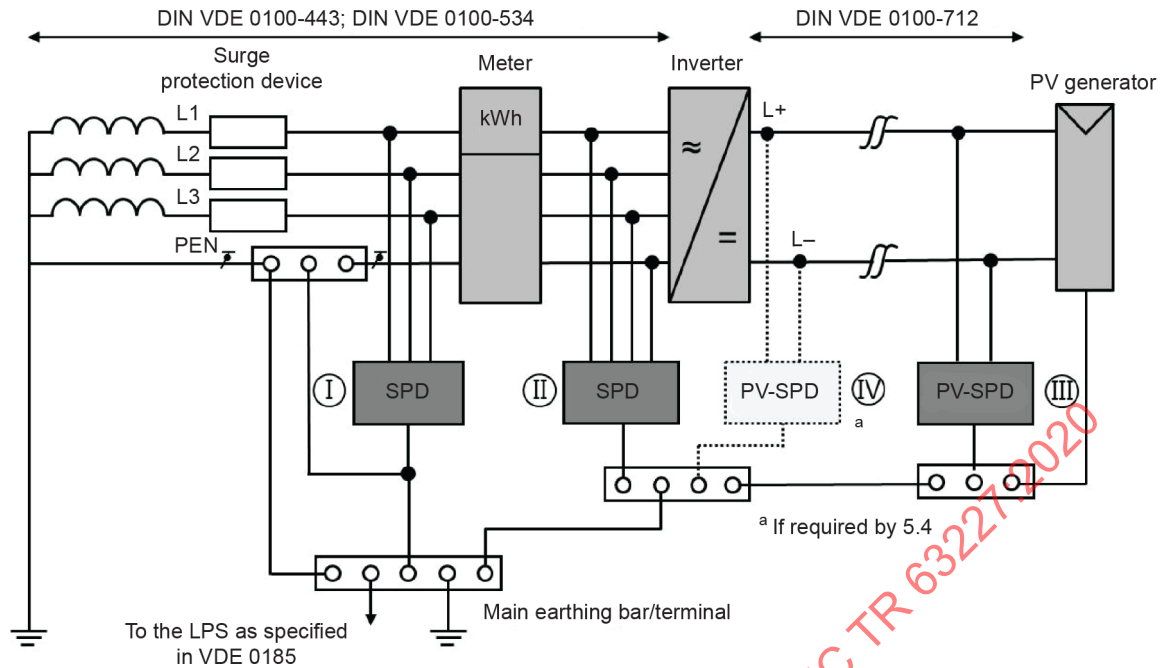 DIN VDE 0100-443; DIN VDE 0100-534
DIN VDE 0100-712
Surge
protection device
Meter
Inverter
PV generator
L1
kWh
L+
L2
≈
L3
PEN
=
L–
I
SPD
II
SPD
PV-SPD
IV
a
PV-SPD
III
a If required by 5.4
Main earthing bar/terminal
To the LPS as specified
in VDE 0185
C TR 63227:2020